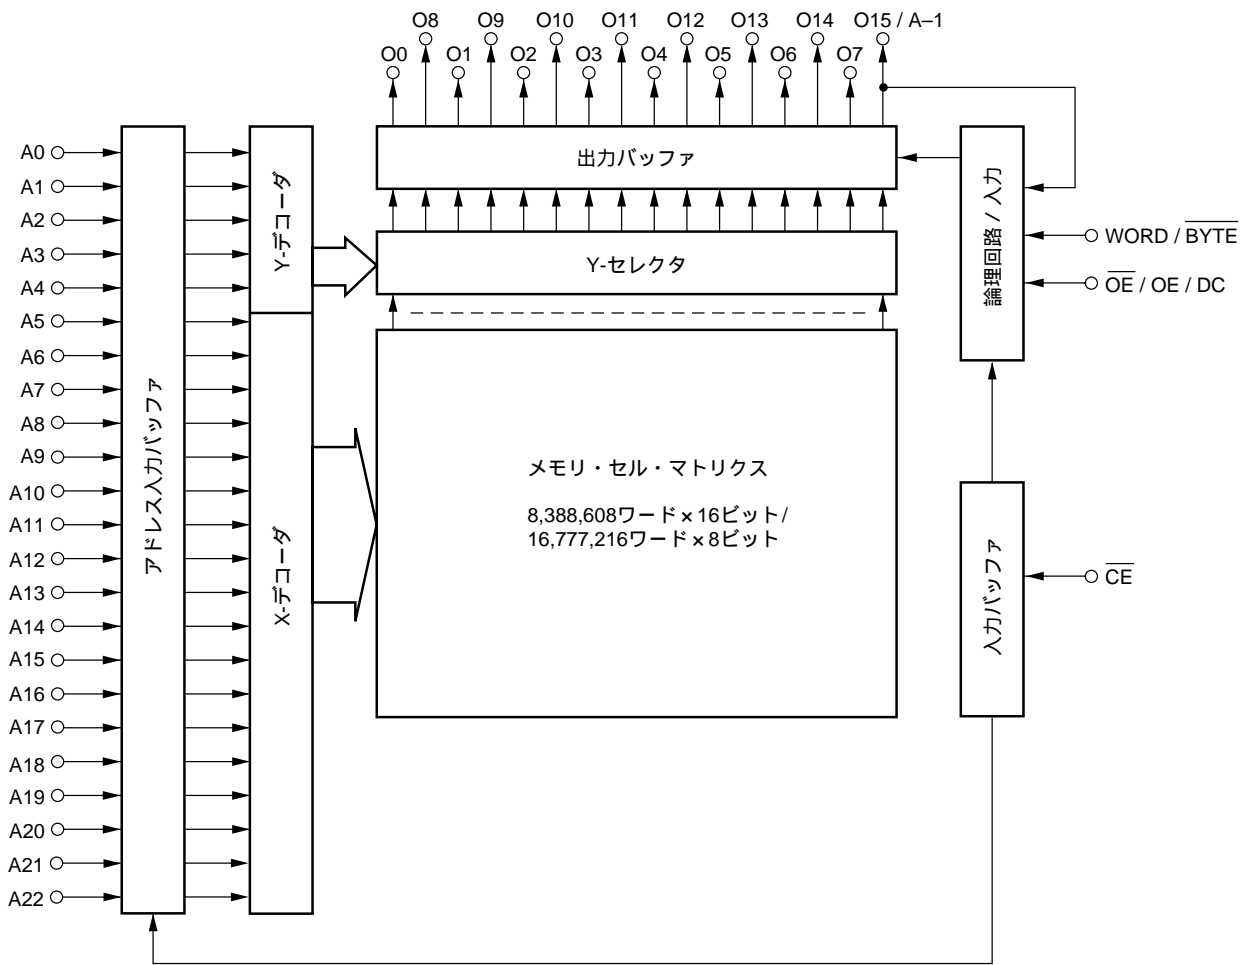 O8 O9 O10 O11 O12 O13 O14 O15 / A–1
O0 O1 O2 O3 O4 O5 O6 O7
A0
A1
A2
A3
A4
A5
A6
A7
A8
A9
A10
A11
A12
A13
A14
A15
A16
A17
A18
A19
A20
A21
A22
アドレス入力バッファ
Y-デコーダ
X-デコーダ
出力バッファ
Y-セレクタ
メモリ・セル・マトリクス
8,388,608ワード×16ビット/
16,777,216ワード×8ビット
論理回路 / 入力
WORD / B̅Y̅T̅E̅
O̅E̅ / OE / DC
入力バッファ
C̅E̅